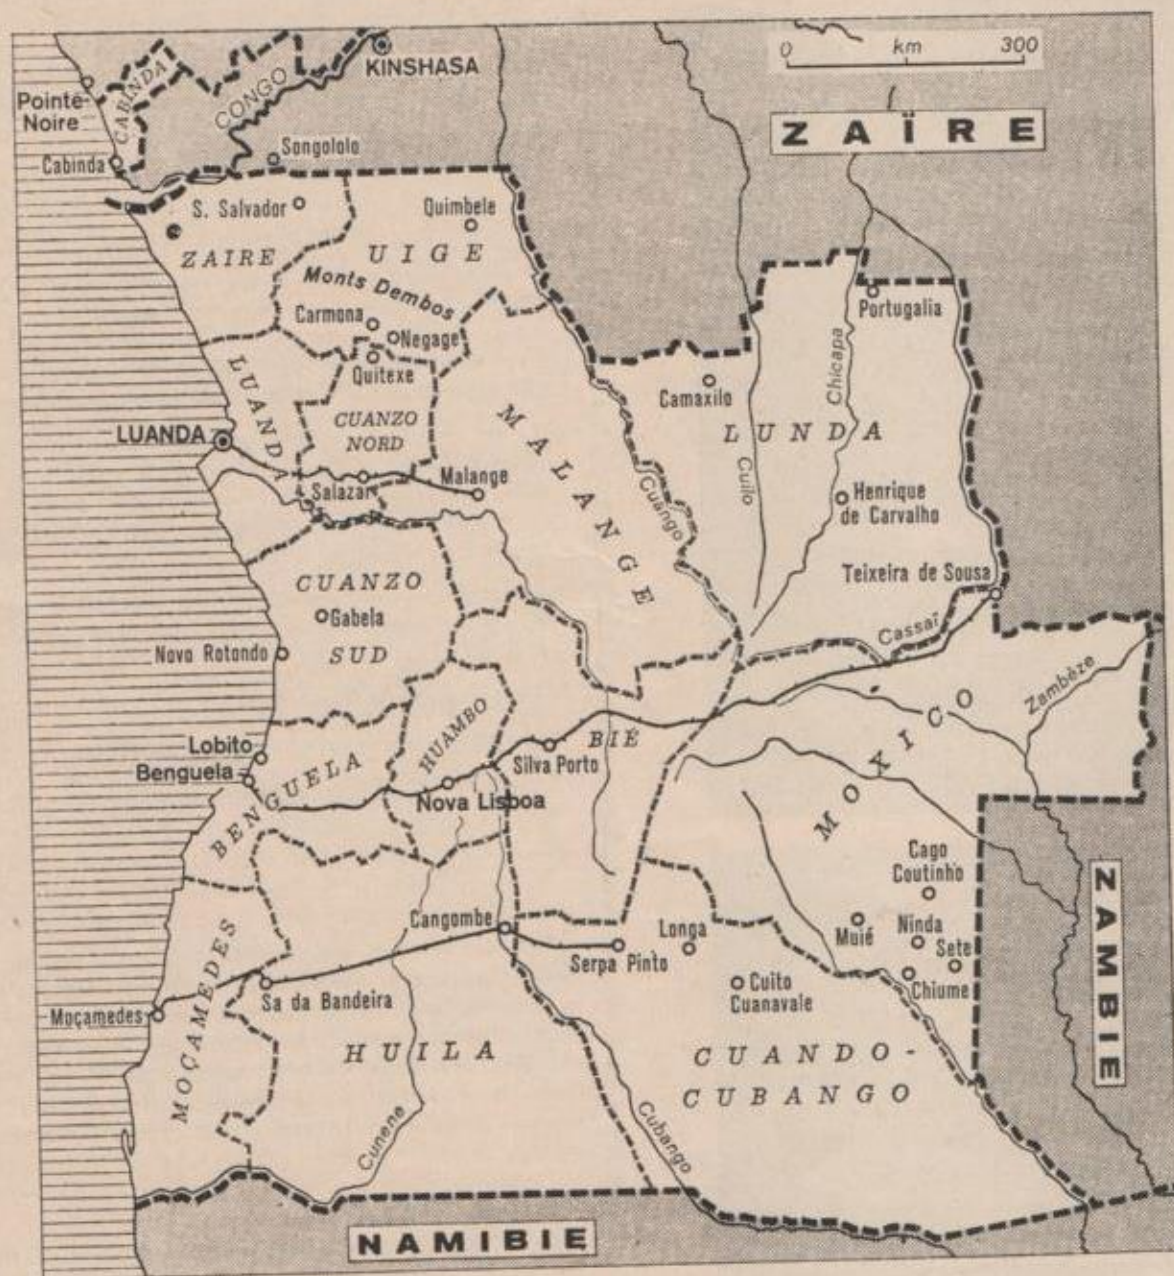 0 km 300
KINSHASA
ZAÏRE
Pointe-
Noire
CABINDA
CONGO
Cabinda
Songololo
S. Salvador
Quimbele
ZAIRE
UIGE
Monts Dembos
Portugalia
Carmona
Negage
Quitexe
Chicapa
LUANDA
Camaxilo
CUANZO
NORD
MALANGE
LUNDA
LUANDA
Salazar
Malange
Cuango
Cuilo
Henrique
de Carvalho
Teixeira de Sousa
CUANZO
Gabela
SUD
Novo Rotondo
Cassaï
Zambèze
HUAMBO
BIÉ
MOXICO
Lobito
Benguela
Silva Porto
BENGUELA
Nova Lisboa
Cago
Coutinho
ZAMBIE
Cangombe
Longa
Muié
Ninda
Sete
Serpa Pinto
MOÇAMEDES
Sa da Bandeira
Cuito
Cuanavale
Chiume
Moçamedes
HUILA
CUANDO-
CUBANGO
Cunene
Cubango
NAMIBIE